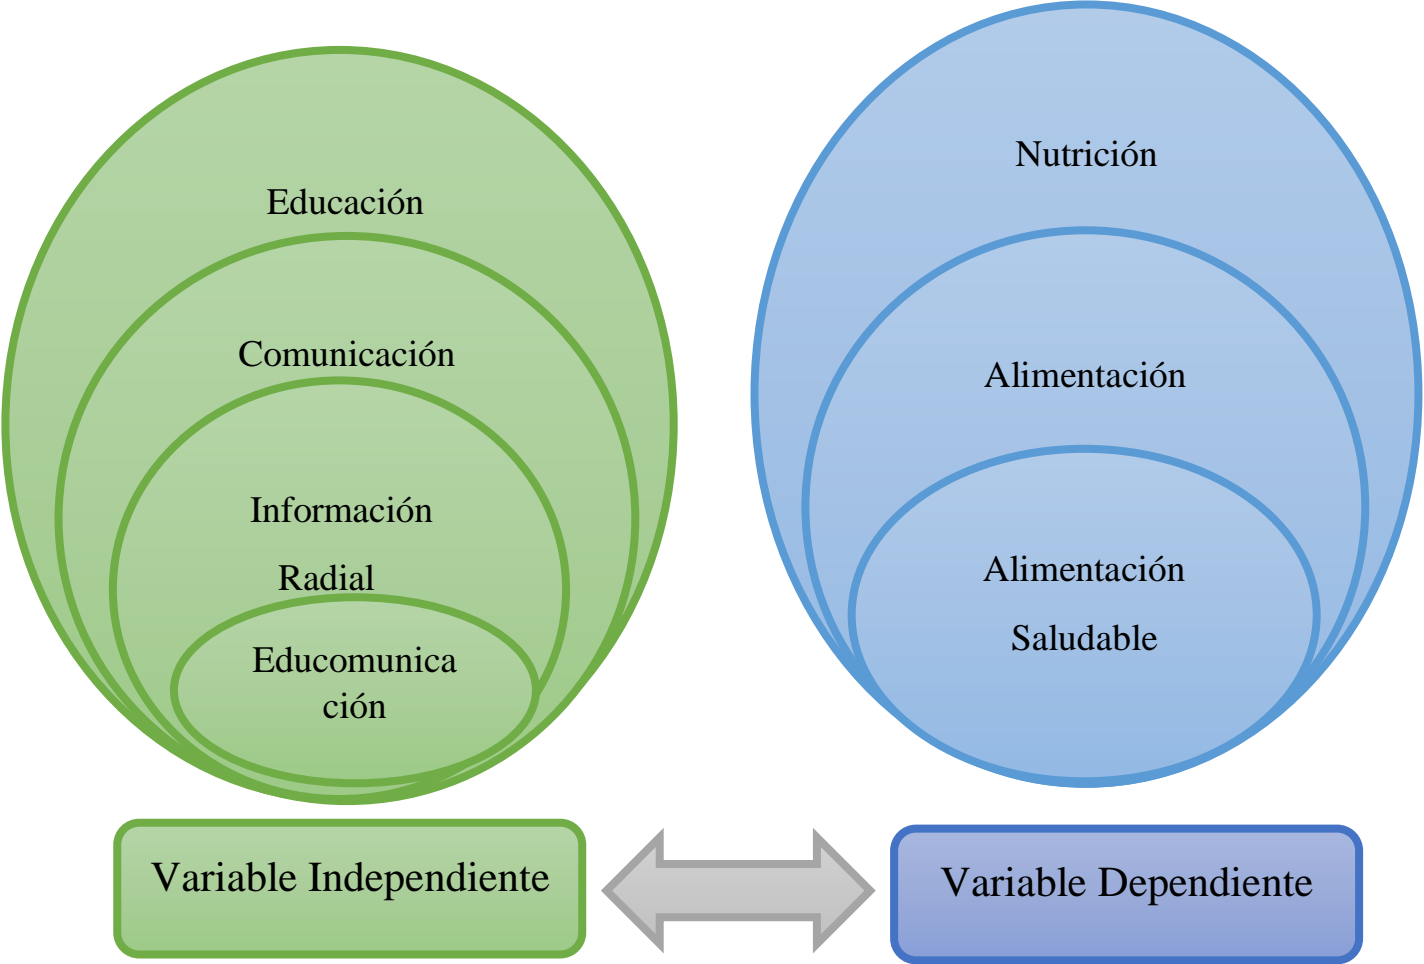 Educación
Comunicación
Información
Radial
Educomunica
ción
Variable Independiente
Nutrición
Alimentación
Alimentación
Saludable
Variable Dependiente